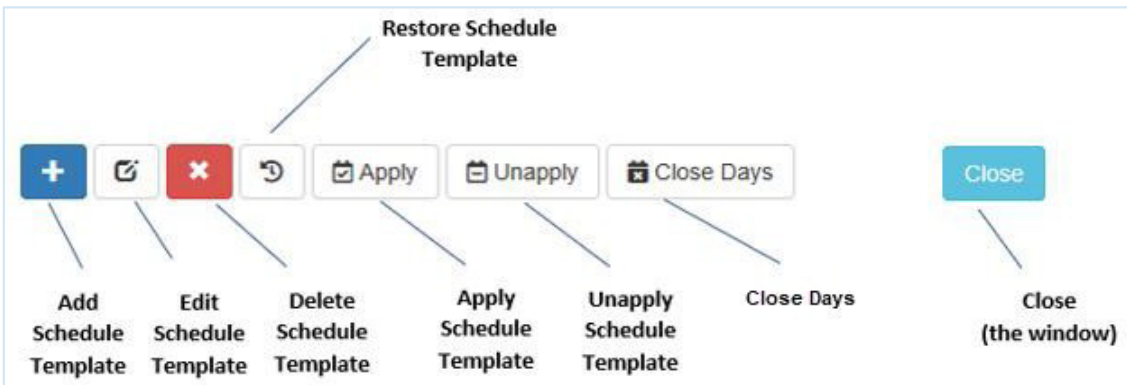 Restore Schedule
Template
Apply
Unapply
Close Days
Close
Add
Schedule
Template
Edit
Schedule
Template
Delete
Schedule
Template
Apply
Schedule
Template
Unapply
Schedule
Template
Close Days
Close
(the window)